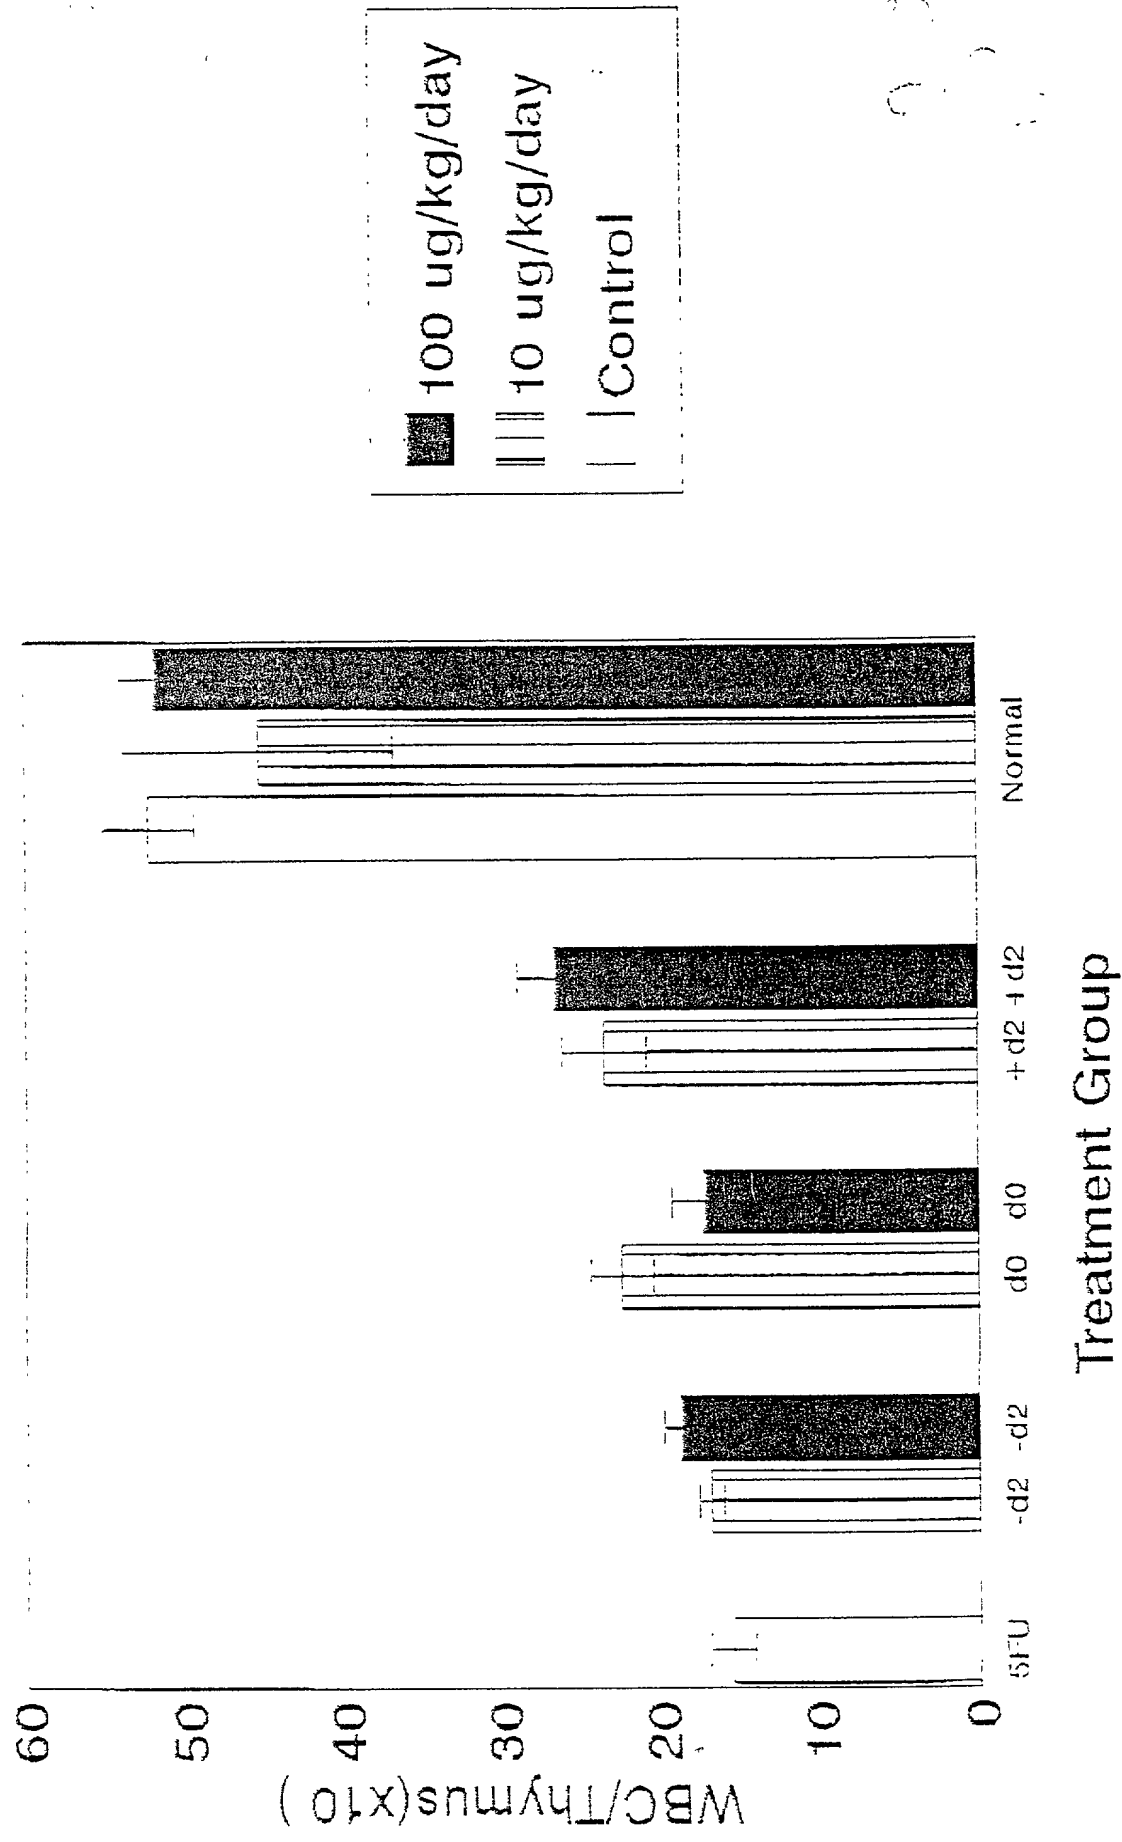 WBC/Thymus(x10 )
60
50
40
30
20
10
0
5FU
-d2 -d2
d0 d0
+d2 +d2
Normal
Treatment Group
100 ug/kg/day
10 ug/kg/day
Control